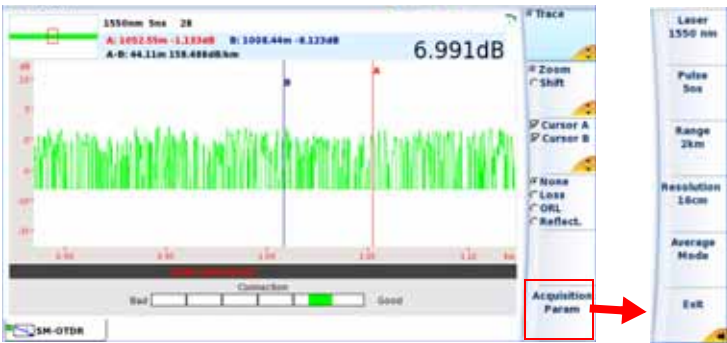 1550nm 5ns 28
A: 1052.55m -1.133dB B: 1008.44m -8.123dB
A-B: 44.11m 158.488dB/km
6.991dB
dB
B
A
Connection
Bad
Good
SM-OTDR
Trace
Zoom
Shift
Cursor A
Cursor B
None
Loss
ORL
Reflect.
Acquisition
Param
Laser
1550 nm
Pulse
5ns
Range
2km
Resolution
16cm
Average
Mode
Exit